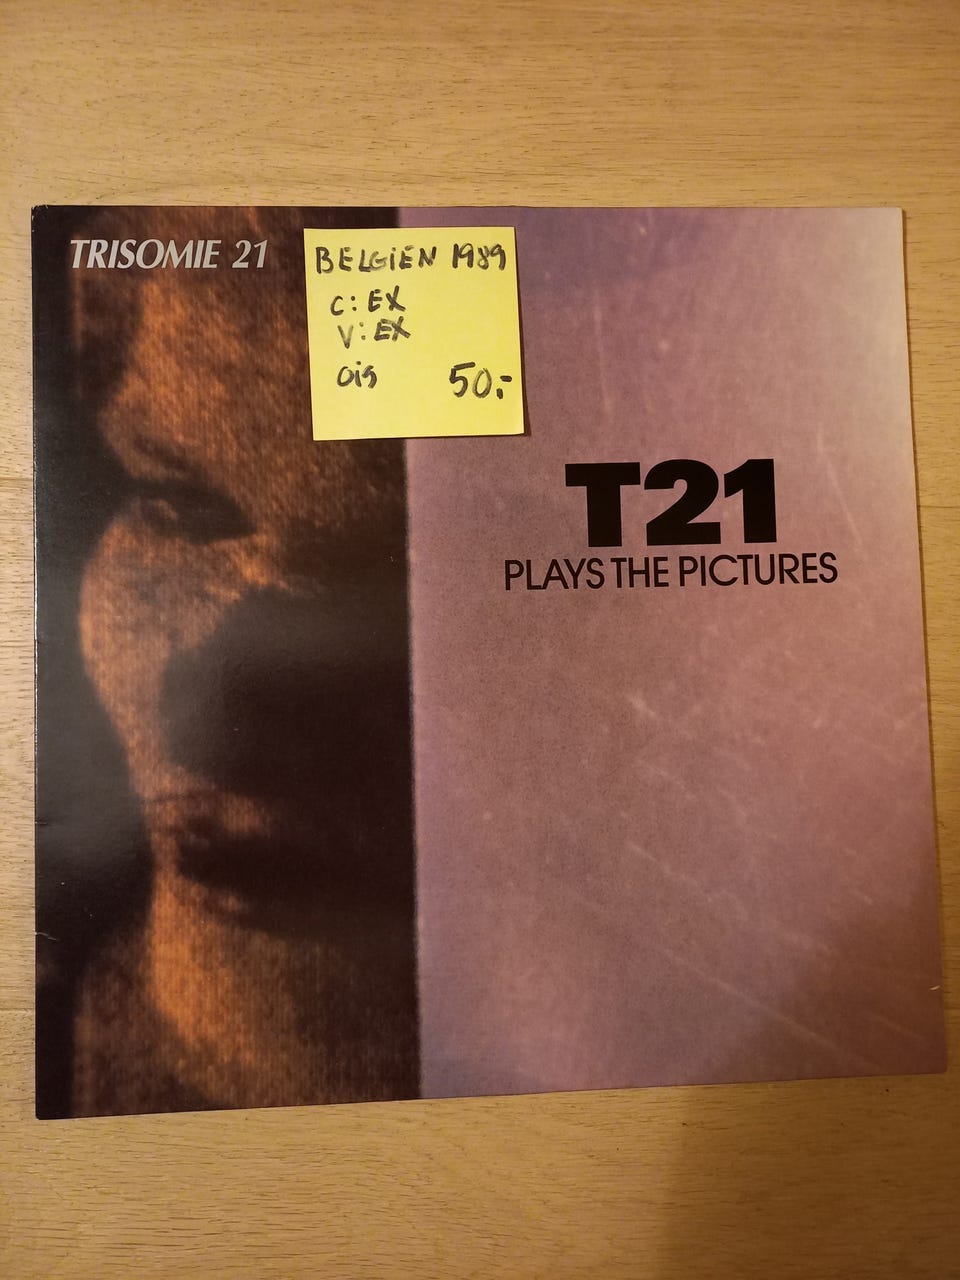 TRISOMIE 21
BELGIEN 1989
C: EX
V: EX
ois 50.-
T21
PLAYS THE PICTURES